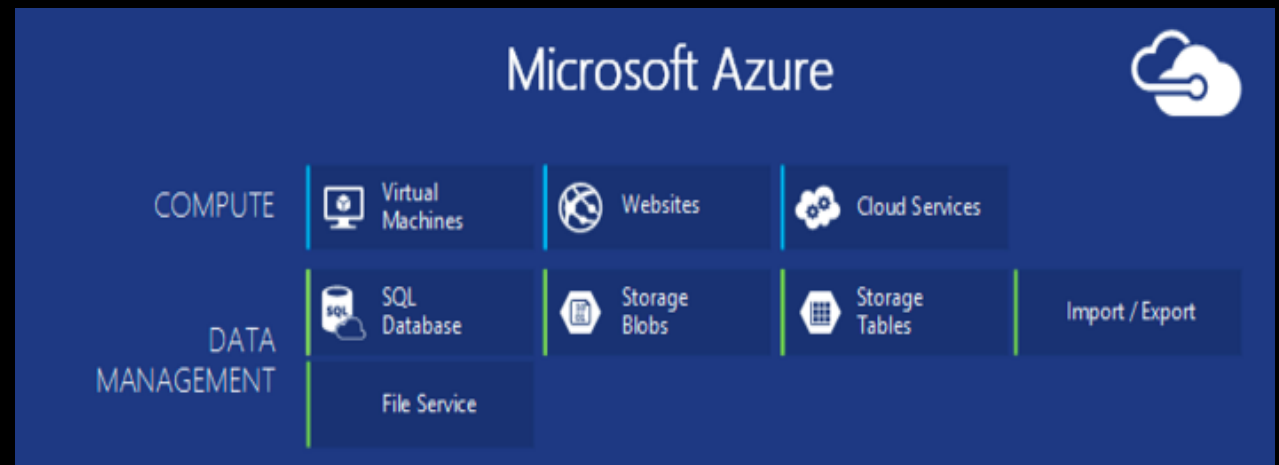 Microsoft Azure
COMPUTE
Virtual
Machines
Websites
Cloud Services
DATA
MANAGEMENT
SQL
SQL
Database
Storage
Blobs
Storage
Tables
Import / Export
File Service